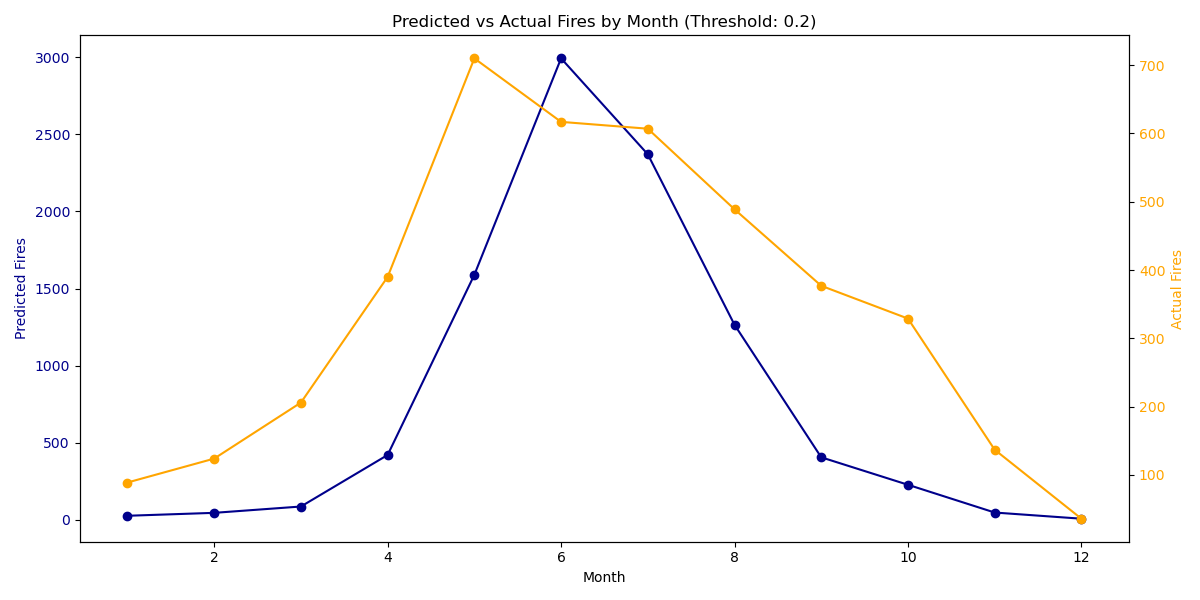 Predicted vs Actual Fires by Month (Threshold: 0.2)
3000
2500
2000
1500
1000
500
0
Predicted Fires
700
600
500
400
300
200
100
Actual Fires
2 4 6 8 10 12
Month